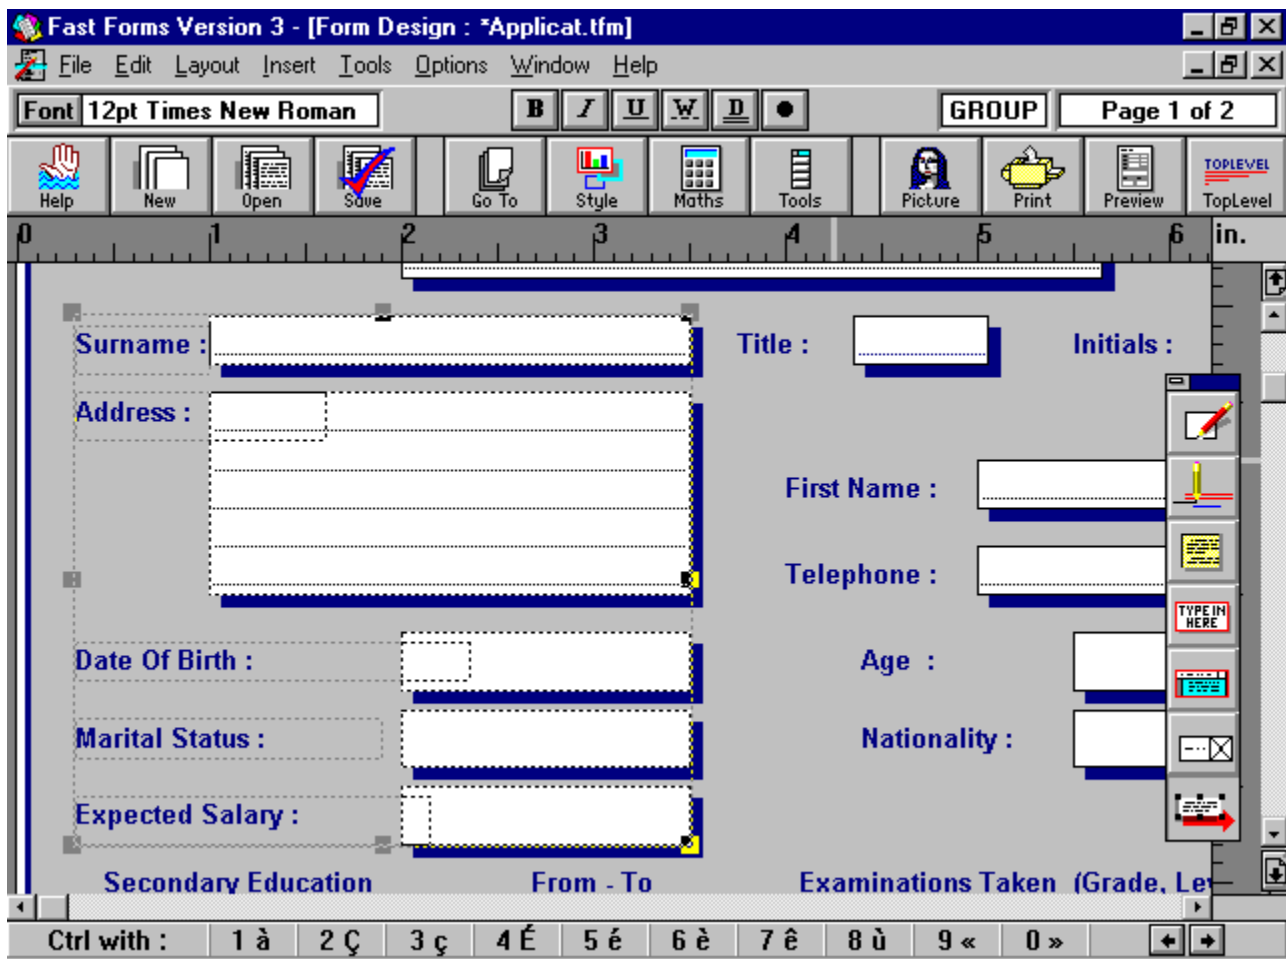 Fast Forms Version 3 - [Form Design : *Applicat.tfm]
File Edit Layout Insert Tools Options Window Help
Font 12pt Times New Roman B I U W D GROUP Page 1 of 2
Help New Open Save Go To Style Maths Tools Picture Print Preview TOPLEVEL TopLevel
0 1 2 3 4 5 6 in.
Surname : Title : Initials :
Address :
First Name :
Telephone :
TYPE IN HERE
Date Of Birth : Age :
Marital Status : Nationality :
Expected Salary :
Secondary Education From - To Examinations Taken (Grade, Lev
Ctrl with : 1 à 2 Ç 3 ç 4 É 5 é 6 è 7 ê 8 ù 9 « 0 »